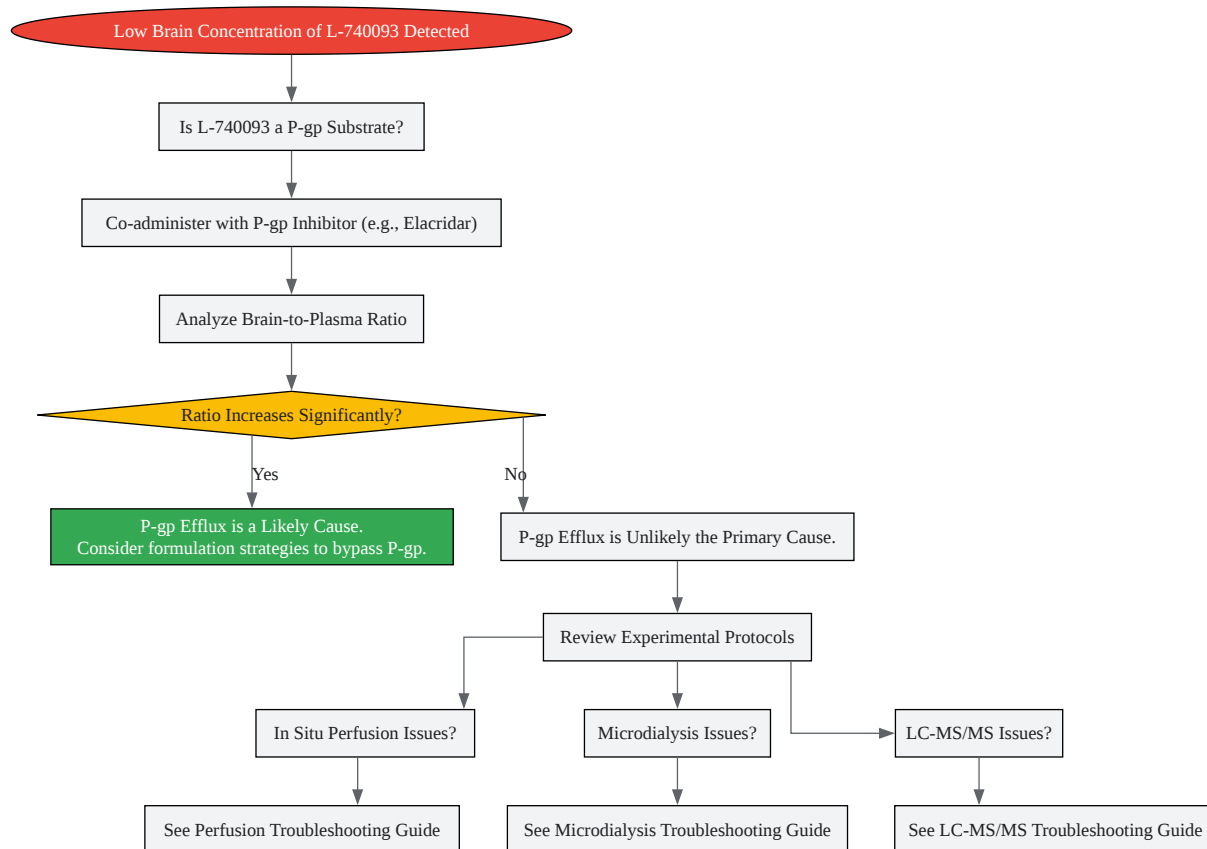 Low Brain Concentration of L-740093 Detected
Is L-740093 a P-gp Substrate?
Co-administer with P-gp Inhibitor (e.g., Elacridar)
Analyze Brain-to-Plasma Ratio
Ratio Increases Significantly?
Yes
No
P-gp Efflux is a Likely Cause.
Consider formulation strategies to bypass P-gp.
P-gp Efflux is Unlikely the Primary Cause.
Review Experimental Protocols
In Situ Perfusion Issues?
Microdialysis Issues?
LC-MS/MS Issues?
See Perfusion Troubleshooting Guide
See Microdialysis Troubleshooting Guide
See LC-MS/MS Troubleshooting Guide